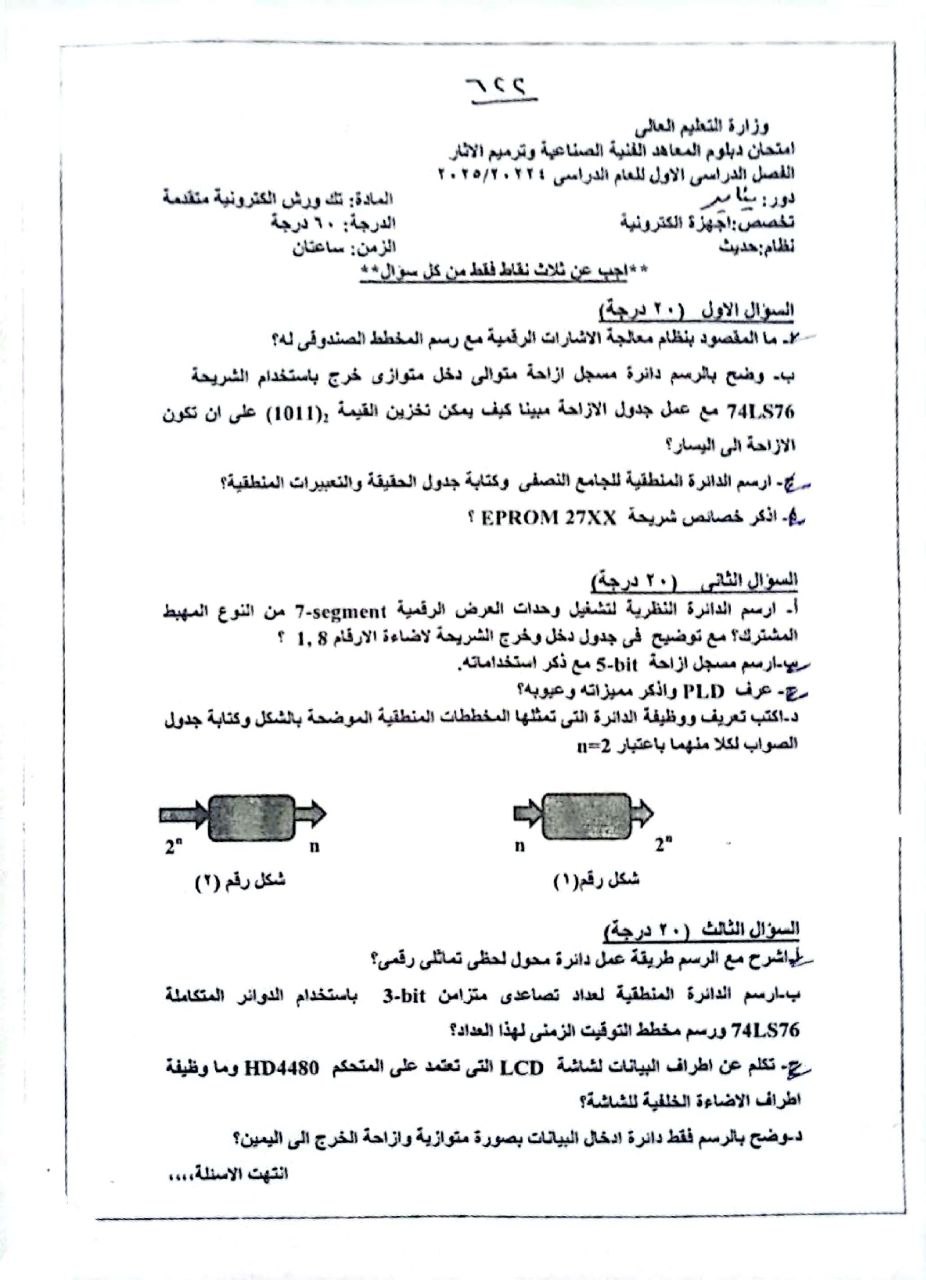 ٦٢٢
وزارة التعليم العالى
امتحان دبلوم المعاهد الفنية الصناعية وترميم الاثار
الفصل الدراسى الاول للعام الدراسى ٢٠٢٥/٢٠٢٢٤
دور: يناير
المادة: تك ورش الكترونية متقدمة
تخصص:اجهزة الكترونية
الدرجة: ٦٠ درجة
نظام:حديث
الزمن: ساعتان
**اجب عن ثلاث نقاط فقط من كل سؤال**
السؤال الاول (٢٠ درجة)
أ- ما المقصود بنظام معالجة الاشارات الرقمية مع رسم المخطط الصندوقى له؟
ب- وضح بالرسم دائرة مسجل ازاحة متوالى دخل متوازى خرج باستخدام الشريحة
74LS76 مع عمل جدول الازاحة مبينا كيف يمكن تخزين القيمة (1011)₂ على ان تكون
الازاحة الى اليسار؟
ج- ارسم الدائرة المنطقية للجامع النصفى وكتابة جدول الحقيقة والتعبيرات المنطقية؟
د- اذكر خصائص شريحة EPROM 27XX ؟
السؤال الثانى (٢٠ درجة)
أ- ارسم الدائرة النظرية لتشغيل وحدات العرض الرقمية 7-segment من النوع المهبط
المشترك؟ مع توضيح فى جدول دخل وخرج الشريحة لاضاءة الارقام 1, 8 ؟
ب-ارسم مسجل ازاحة 5-bit مع ذكر استخداماته.
ج- عرف PLD واذكر مميزاته وعيوبه؟
د-اكتب تعريف ووظيفة الدائرة التى تمثلها المخططات المنطقية الموضحة بالشكل وكتابة جدول
الصواب لكلا منهما باعتبار n=2
n 2ⁿ
2ⁿ n
شكل رقم(١)
شكل رقم (٢)
السؤال الثالث (٢٠ درجة)
أ-اشرح مع الرسم طريقة عمل دائرة محول لحظى تماثلى رقمى؟
ب-ارسم الدائرة المنطقية لعداد تصاعدى متزامن 3-bit باستخدام الدوائر المتكاملة
74LS76 ورسم مخطط التوقيت الزمنى لهذا العداد؟
ج- تكلم عن اطراف البيانات لشاشة LCD التى تعتمد على المتحكم HD4480 وما وظيفة
اطراف الاضاءة الخلفية للشاشة؟
د-وضح بالرسم فقط دائرة ادخال البيانات بصورة متوازية وازاحة الخرج الى اليمين؟
انتهت الاسئلة،،،،